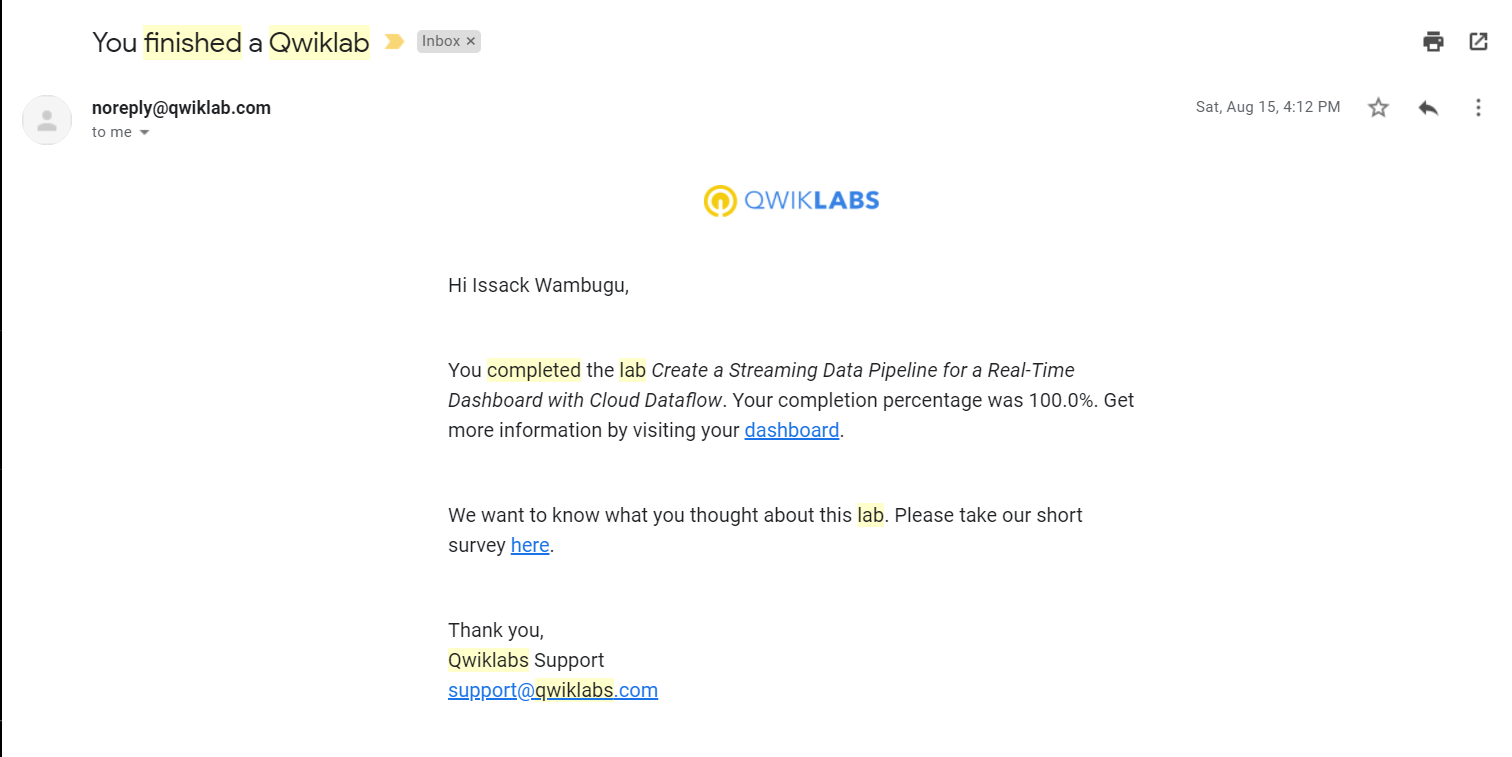 You finished a Qwiklab Inbox ×
noreply@qwiklab.com Sat, Aug 15, 4:12 PM
to me
QWIKLABS
Hi Issack Wambugu,
You completed the lab Create a Streaming Data Pipeline for a Real-Time
Dashboard with Cloud Dataflow. Your completion percentage was 100.0%. Get
more information by visiting your dashboard.
We want to know what you thought about this lab. Please take our short
survey here.
Thank you,
Qwiklabs Support
support@qwiklabs.com